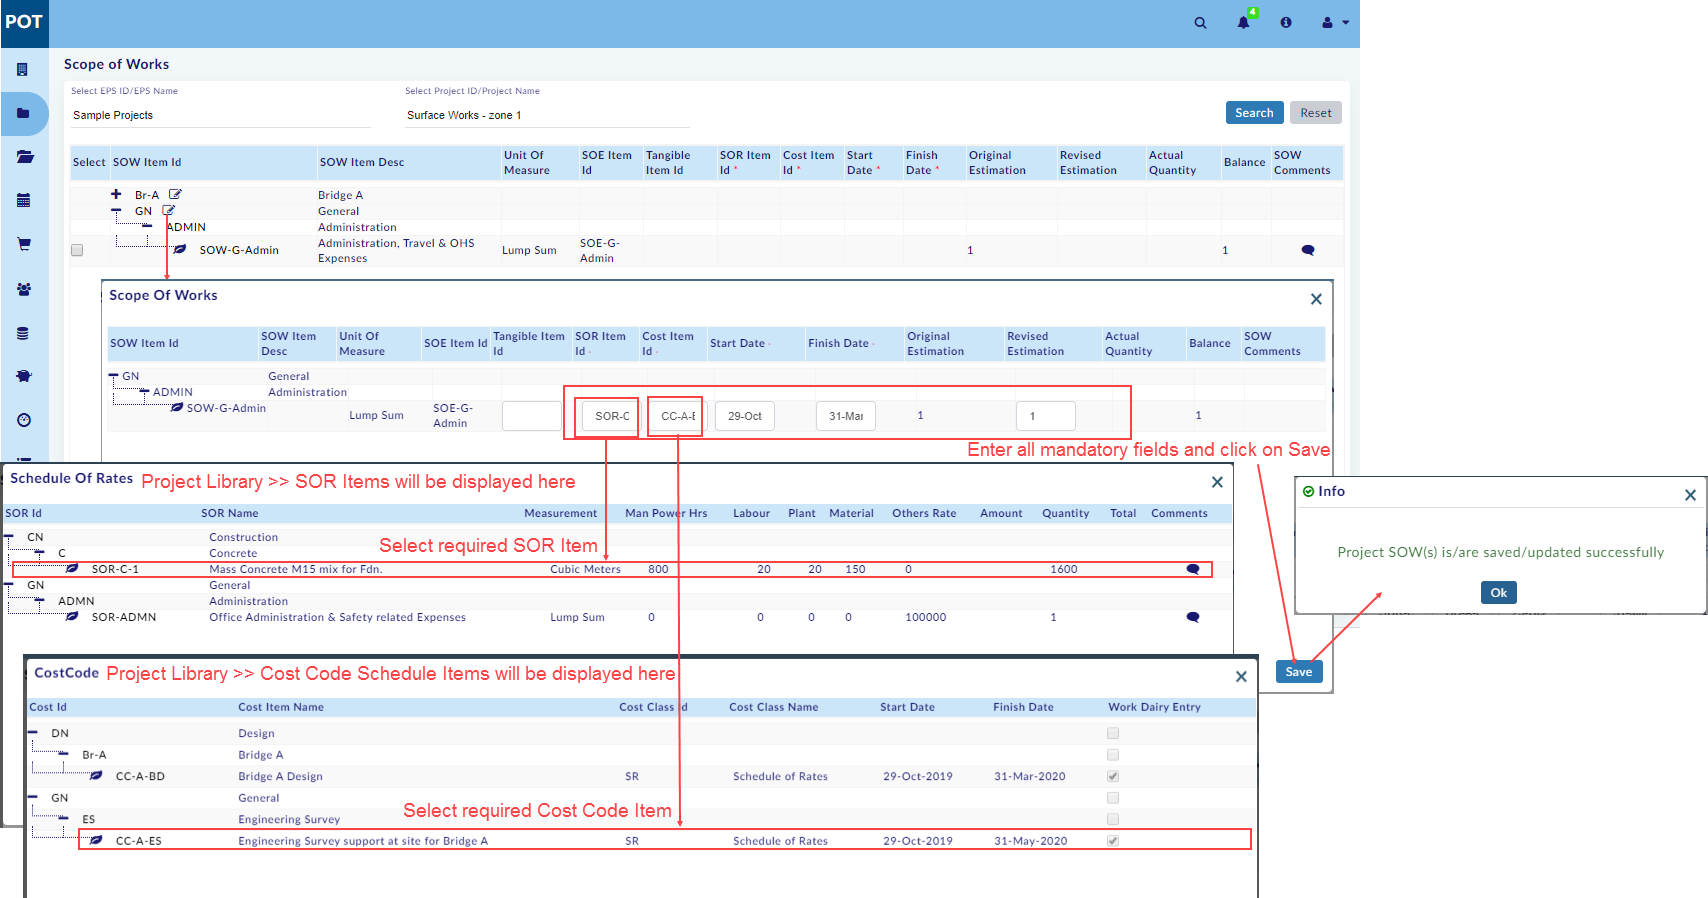 POT
4
Scope of Works
Select EPS ID/EPS Name
Select Project ID/Project Name
Sample Projects
Surface Works - zone 1
Search
Reset
Select SOW Item Id SOW Item Desc Unit Of Measure SOE Item Id Tangible Item Id SOR Item Id * Cost Item Id * Start Date * Finish Date * Original Estimation Revised Estimation Actual Quantity Balance SOW Comments
Br-A Bridge A
GN General
ADMIN Administration
SOW-G-Admin Administration, Travel & OHS Expenses Lump Sum SOE-G-Admin 1 1
Scope Of Works
SOW Item Id SOW Item Desc Unit Of Measure SOE Item Id Tangible Item Id SOR Item Id Cost Item Id Start Date Finish Date Original Estimation Revised Estimation Actual Quantity Balance SOW Comments
GN General
ADMIN Administration
SOW-G-Admin Lump Sum SOE-G-Admin SOR-C CC-A-E 29-Oct 31-Mar 1 1 1
Enter all mandatory fields and click on Save
Schedule Of Rates Project Library >> SOR Items will be displayed here
SOR Id SOR Name Measurement Man Power Hrs Labour Plant Material Others Rate Amount Quantity Total Comments
CN Construction
Select required SOR Item
C Concrete
SOR-C-1 Mass Concrete M15 mix for Fdn. Cubic Meters 800 20 20 150 0 1600
GN General
ADMN Administration
SOR-ADMN Office Administration & Safety related Expenses Lump Sum 0 0 0 0 100000 1
Info
Project SOW(s) is/are saved/updated successfully
Ok
Save
CostCode Project Library >> Cost Code Schedule Items will be displayed here
Cost Id Cost Item Name Cost Class Id Cost Class Name Start Date Finish Date Work Dairy Entry
DN Design
Br-A Bridge A
CC-A-BD Bridge A Design SR Schedule of Rates 29-Oct-2019 31-Mar-2020
GN General
Select required Cost Code Item
ES Engineering Survey
CC-A-ES Engineering Survey support at site for Bridge A SR Schedule of Rates 29-Oct-2019 31-May-2020